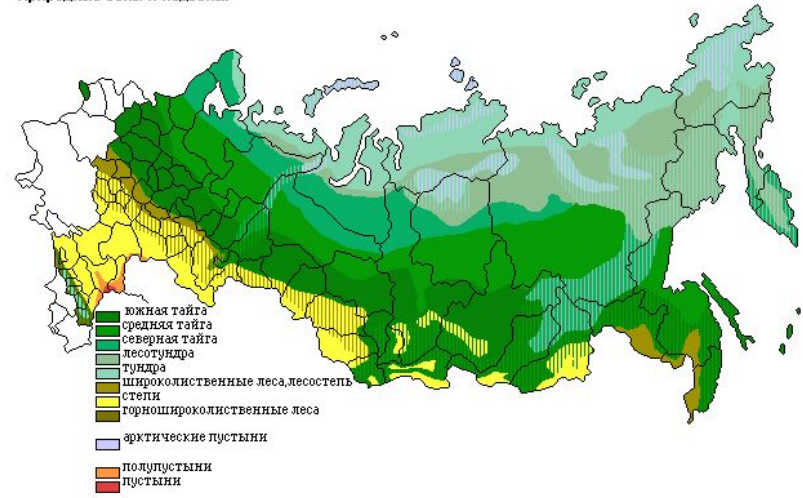 южная тайга
средняя тайга
северная тайга
лесотундра
тундра
широколиственные леса,лесостепь
степи
горношироколиственные леса
арктические пустыни
полупустыни
пустыни